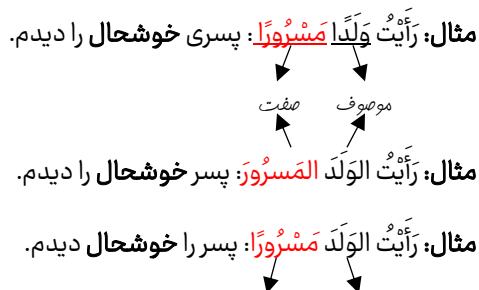 مثال: رَأَيْتُ وَلَدًا مَسْرُورًا: پسری خوشحال را دیدم.
موصوف صفت
مثال: رَأَيْتُ الوَلَدَ المَسرُورَ: پسر خوشحال را دیدم.
مثال: رَأَيْتُ الوَلَدَ مَسْرُورًا: پسر را خوشحال دیدم.